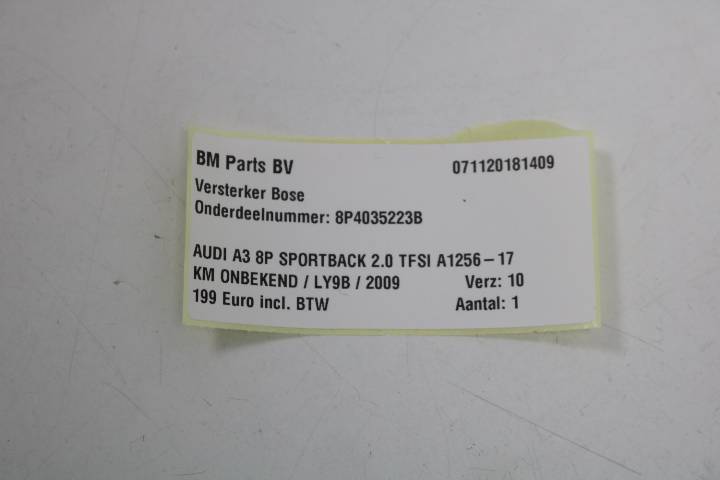 BM Parts BV 071120181409
Versterker Bose
Onderdeelnummer: 8P4035223B
AUDI A3 8P SPORTBACK 2.0 TFSI A1256-17
KM ONBEKEND / LY9B / 2009 Verz: 10
199 Euro incl. BTW Aantal: 1